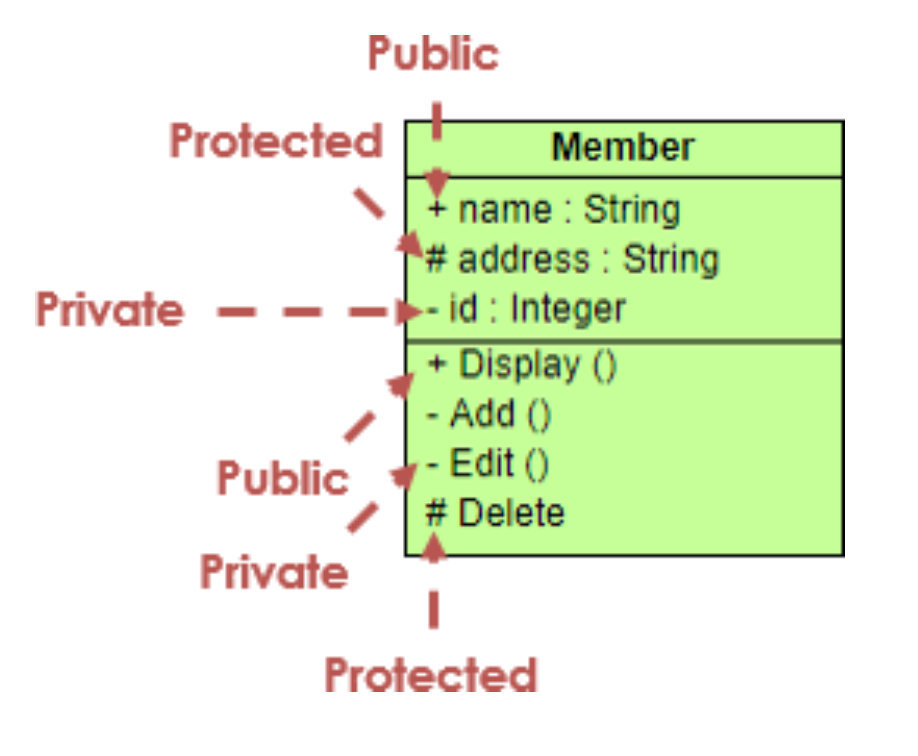 Public
Protected
Member
+ name : String
# address : String
Private
- id : Integer
+ Display ()
- Add ()
Public
- Edit ()
# Delete
Private
Protected